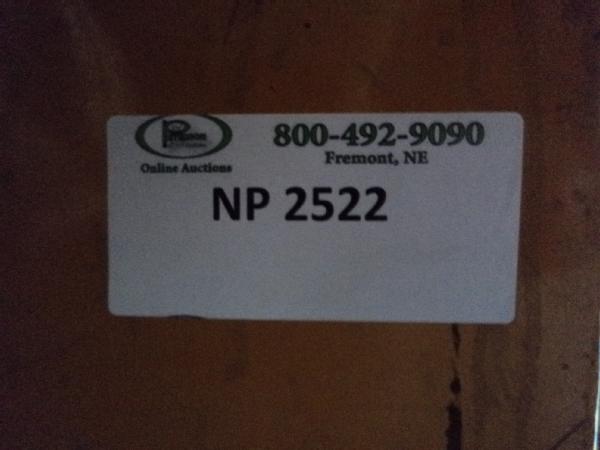 800-492-9090
Fremont, NE
Online Auctions
NP 2522